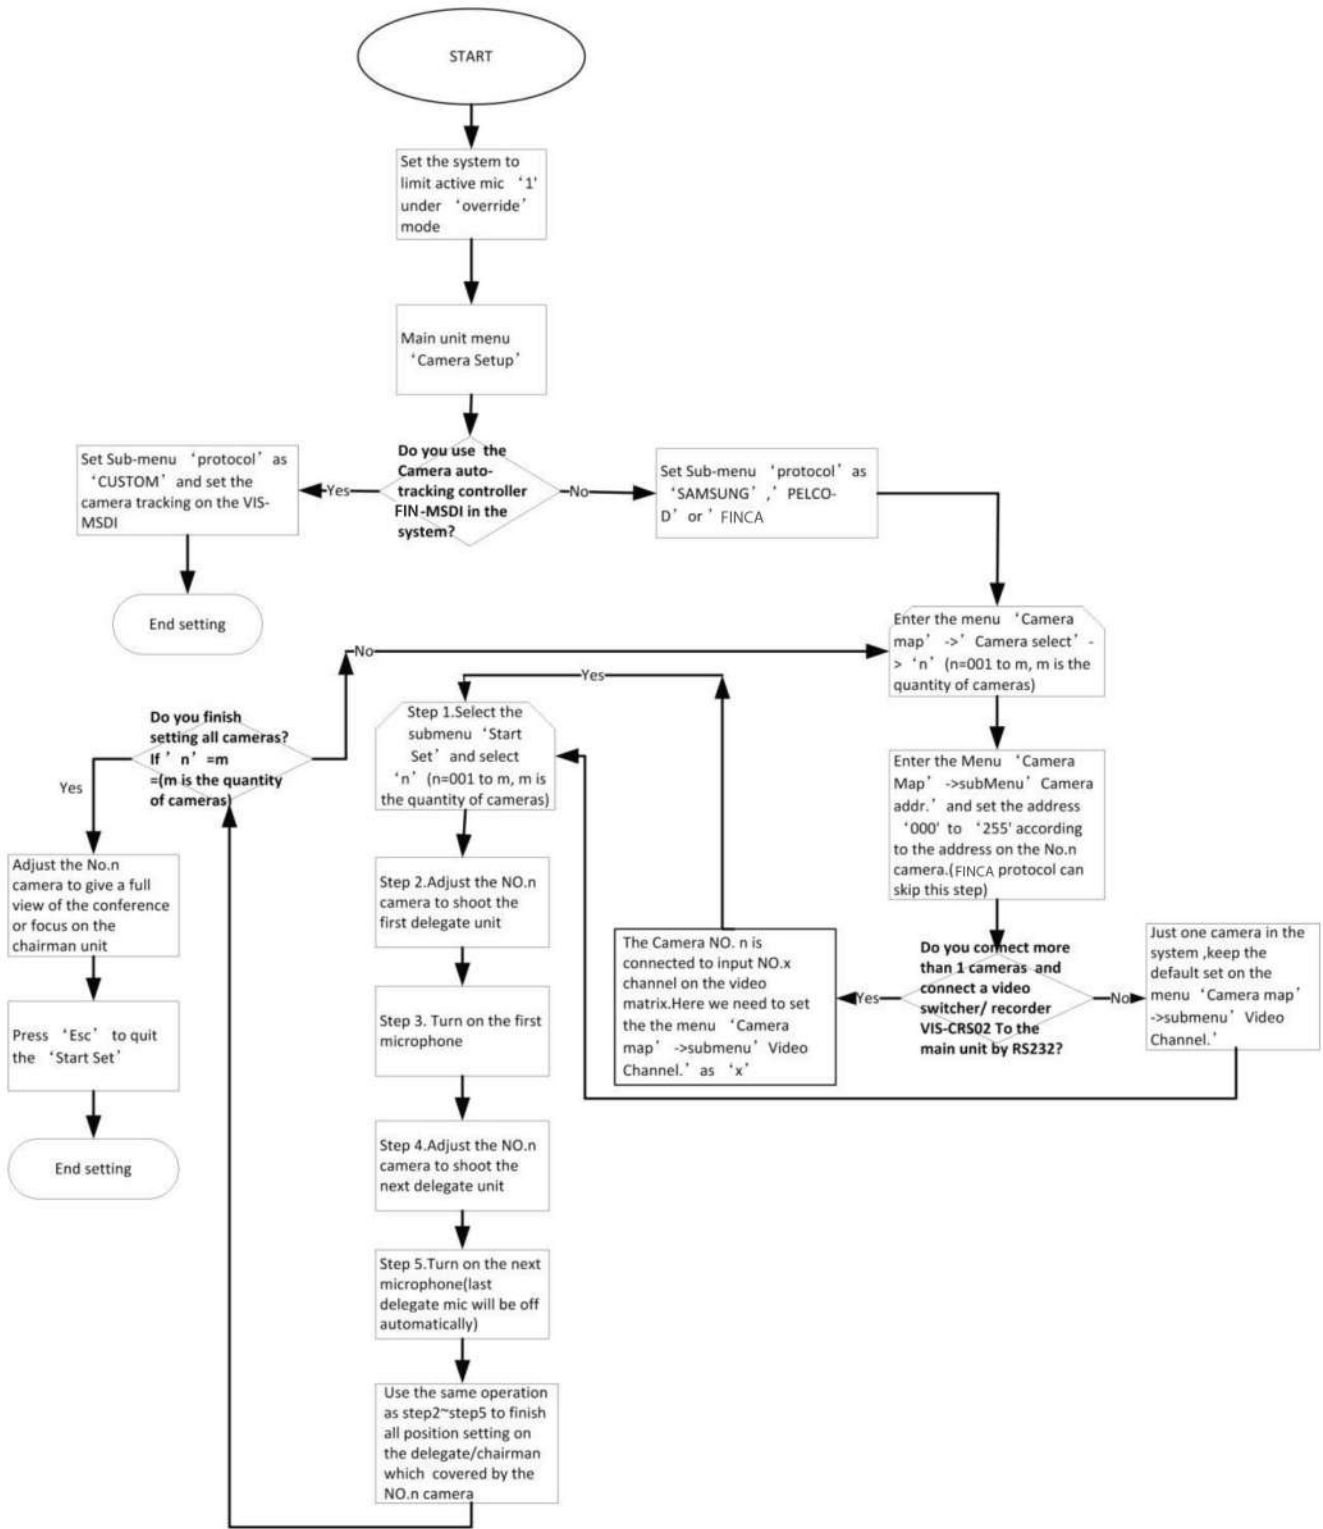 START
Set the system to
limit active mic ‘1'
under ‘override’
mode
Main unit menu
‘Camera Setup’
Do you use the
Camera auto-
tracking controller
FIN-MSDI in the
system?
Yes
No
Set Sub-menu ‘protocol’ as
‘CUSTOM’ and set the
camera tracking on the VIS-
MSDI
End setting
Set Sub-menu ‘protocol’ as
‘SAMSUNG’ ,’ PELCO-
D’ or ’ FINCA
Enter the menu ‘Camera
map’ ->’ Camera select’ -
> ‘n’ (n=001 to m, m is the
quantity of cameras)
Enter the Menu ‘Camera
Map’ ->subMenu’ Camera
addr.’ and set the address
‘000' to ‘255' according
to the address on the No.n
camera.(FINCA protocol can
skip this step)
Do you connect more
than 1 cameras and
connect a video
switcher/ recorder
VIS-CRS02 To the
main unit by RS232?
Yes
No
Just one camera in the
system ,keep the
default set on the
menu ‘Camera map’
->submenu’ Video
Channel.’
The Camera NO. n is
connected to input NO.x
channel on the video
matrix.Here we need to set
the the menu ‘Camera
map’ ->submenu’ Video
Channel.’ as ‘x’
Yes
Step 1.Select the
submenu ‘Start
Set’ and select
‘n’ (n=001 to m, m is
the quantity of cameras)
Step 2.Adjust the NO.n
camera to shoot the
first delegate unit
Step 3. Turn on the first
microphone
Step 4.Adjust the NO.n
camera to shoot the
next delegate unit
Step 5.Turn on the next
microphone(last
delegate mic will be off
automatically)
Use the same operation
as step2~step5 to finish
all position setting on
the delegate/chairman
which covered by the
NO.n camera
Do you finish
setting all cameras?
If ’ n’ =m
=(m is the quantity
of cameras)
No
Yes
Adjust the No.n
camera to give a full
view of the conference
or focus on the
chairman unit
Press ‘Esc’ to quit
the ‘Start Set’
End setting